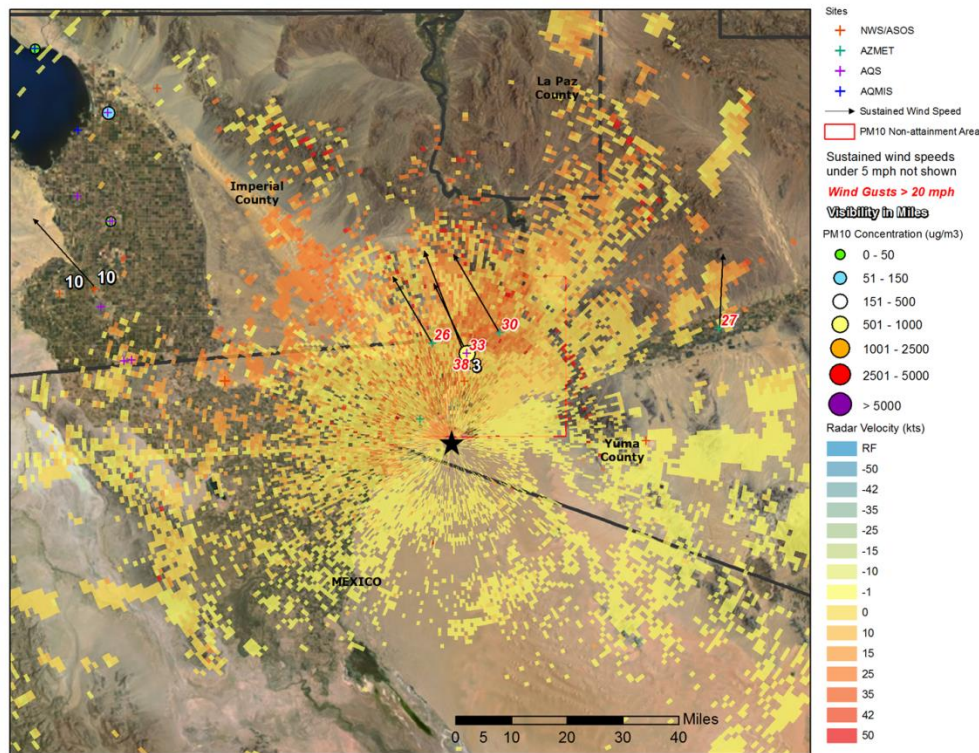 La Paz
County
Imperial
County
10
10
26
30
33
38
3
27
Yuma
County
MEXICO
Miles
0
5
10
20
30
40
Sites
NWS/ASOS
AZMET
AQS
AQMIS
Sustained Wind Speed
PM10 Non-attainment Area
Sustained wind speeds
under 5 mph not shown
Wind Gusts > 20 mph
Visibility in Miles
PM10 Concentration (ug/m3)
0 - 50
51 - 150
151 - 500
501 - 1000
1001 - 2500
2501 - 5000
> 5000
Radar Velocity (kts)
RF
-50
-42
-35
-25
-15
-10
-1
0
10
15
25
35
42
50